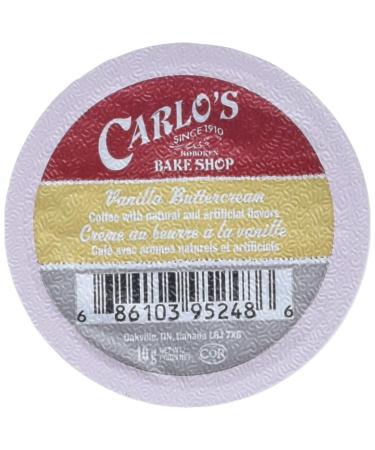 CARLO'S
SINCE 1910
HOBOKEN
BAKE SHOP
Vanilla Buttercream
Coffee with natural and artificial flavors
Crème au beurre à la vanille
Café avec arômes naturels et artificiels
6 86103 95248 6
Oakville, ON, Canada L6J 7X6
10 g
COR